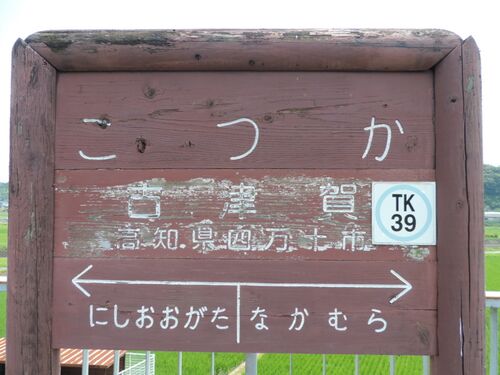 こつか
古津賀
TK
39
高知県四万十市
にしおおがた なかむら